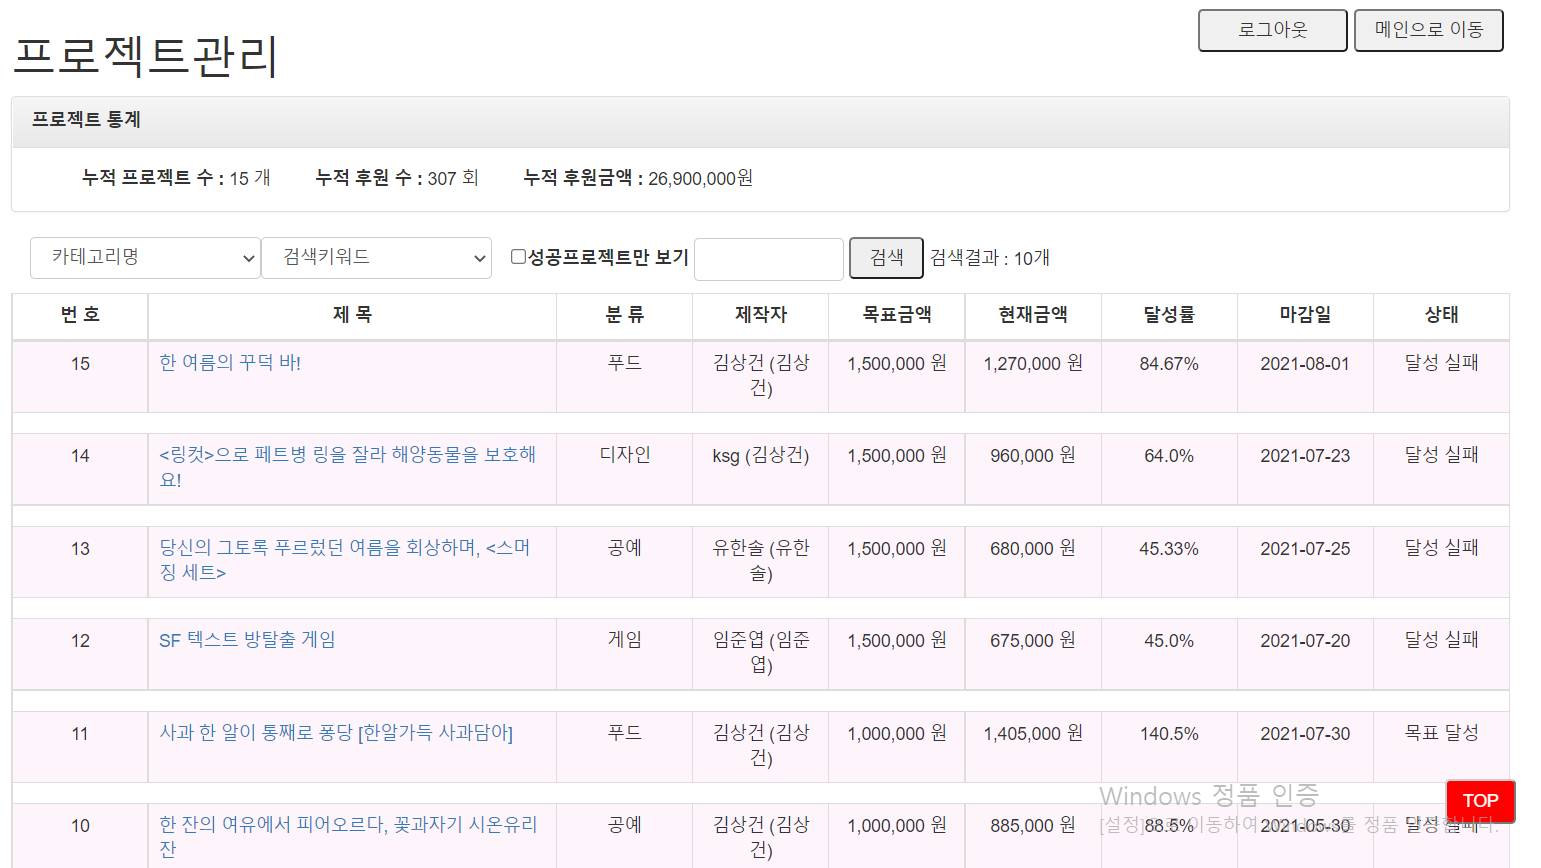 로그아웃 메인으로 이동
프로젝트관리
프로젝트 통계
누적 프로젝트 수 : 15 개 누적 후원 수 : 307 회 누적 후원금액 : 26,900,000원
카테고리명 검색키워드 성공프로젝트만 보기 검색 검색결과 : 10개
번 호 제 목 분 류 제작자 목표금액 현재금액 달성률 마감일 상태
15 한 여름의 꾸덕 바! 푸드 김상건 (김상 1,500,000 원 1,270,000 원 84.67% 2021-08-01 달성 실패
건)
14 <링컷>으로 페트병 링을 잘라 해양동물을 보호해 디자인 ksg (김상건) 1,500,000 원 960,000 원 64.0% 2021-07-23 달성 실패
요!
13 당신의 그토록 푸르렀던 여름을 회상하며, <스머 공예 유한솔 (유한 1,500,000 원 680,000 원 45.33% 2021-07-25 달성 실패
징 세트> 솔)
12 SF 텍스트 방탈출 게임 게임 임준엽 (임준 1,500,000 원 675,000 원 45.0% 2021-07-20 달성 실패
엽)
11 사과 한 알이 통째로 퐁당 [한알가득 사과담아] 푸드 김상건 (김상 1,000,000 원 1,405,000 원 140.5% 2021-07-30 목표 달성
건)
Windows 정품 인증
TOP
10 한 잔의 여유에서 피어오르다, 꽃과자기 시온유리 공예 김상건 (김상 1,000,000 원 885,000 원 88.5% 2021-05-30 달성 실패
잔 건)
[설정]으로 이동하여 Windows를 정품 인증합니다.